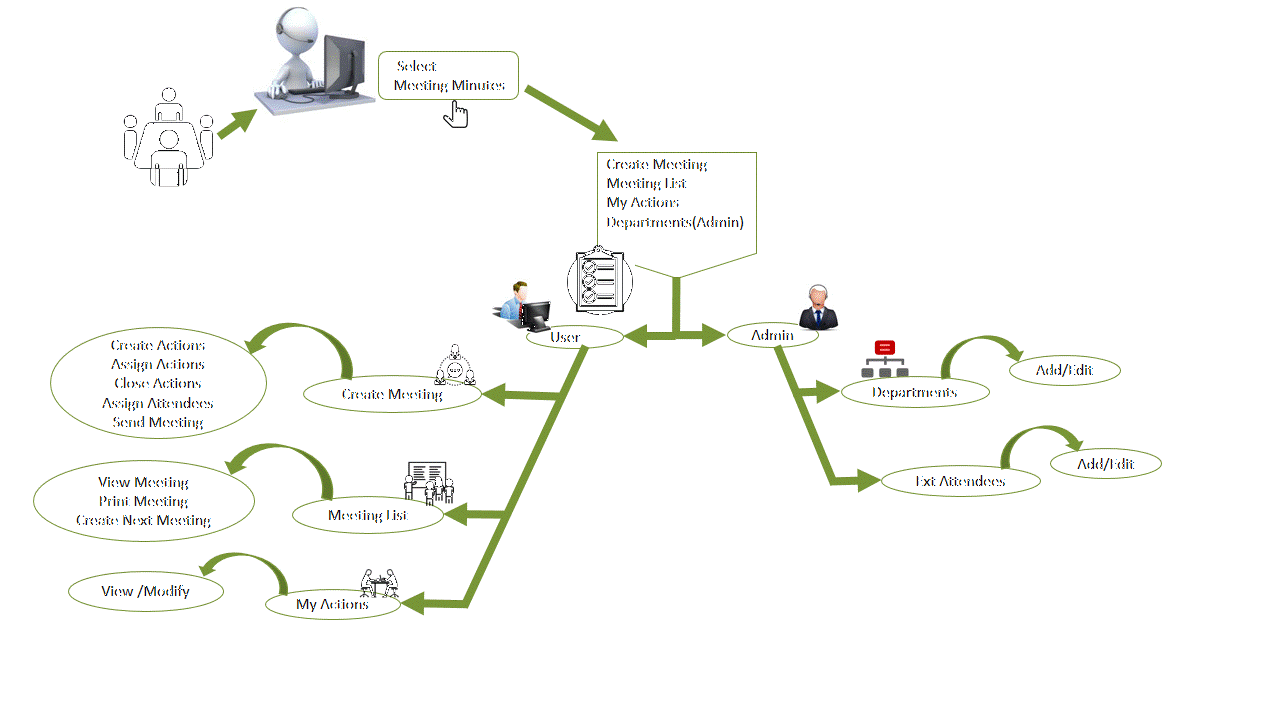 Select
Meeting Minutes
Create Meeting
Meeting List
My Actions
Departments(Admin)
User
Admin
Create Actions
Assign Actions
Close Actions
Assign Attendees
Send Meeting
Create Meeting
Departments
Add/Edit
View Meeting
Print Meeting
Create Next Meeting
Meeting List
Ext Attendees
Add/Edit
View /Modify
My Actions